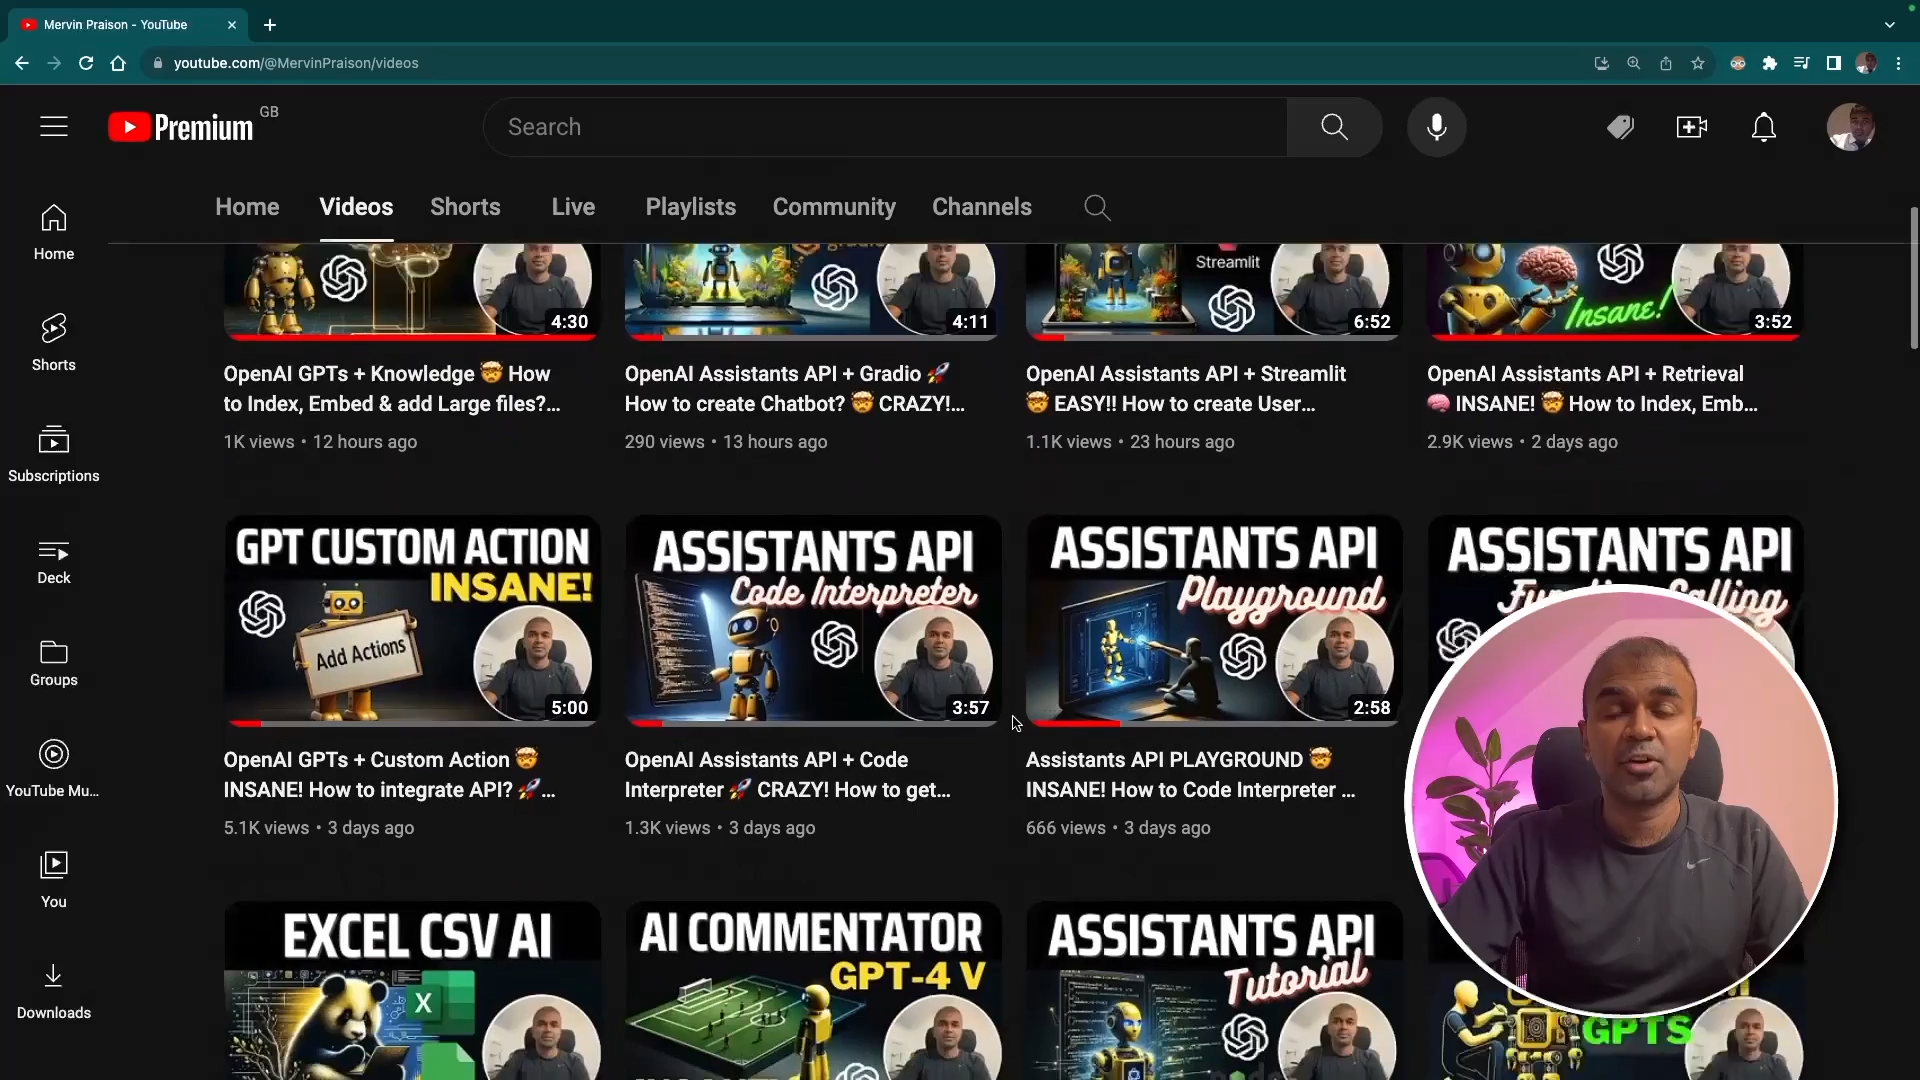 Mervin Praison - YouTube
youtube.com/@MervinPraison/videos
Premium GB
Search
Home Videos Shorts Live Playlists Community Channels
Home
Shorts
Subscriptions
Deck
Groups
YouTube Mu...
You
Downloads
4:30
4:11
Streamlit
6:52
Insane!
3:52
OpenAI GPTs + Knowledge 🤯 How
to Index, Embed & add Large files?...
1K views • 12 hours ago
OpenAI Assistants API + Gradio 🚀
How to create Chatbot? 🤯 CRAZY!...
290 views • 13 hours ago
OpenAI Assistants API + Streamlit
🤯 EASY!! How to create User...
1.1K views • 23 hours ago
OpenAI Assistants API + Retrieval
🧠 INSANE! 🤯 How to Index, Emb...
2.9K views • 2 days ago
GPT CUSTOM ACTION
INSANE!
Add Actions
5:00
ASSISTANTS API
Code Interpreter
3:57
ASSISTANTS API
Playground
2:58
ASSISTANTS API
OpenAI GPTs + Custom Action 🤯
INSANE! How to integrate API? 🚀...
5.1K views • 3 days ago
OpenAI Assistants API + Code
Interpreter 🚀 CRAZY! How to get...
1.3K views • 3 days ago
Assistants API PLAYGROUND 🤯
INSANE! How to Code Interpreter ...
666 views • 3 days ago
EXCEL CSV AI
X
AI COMMENTATOR
GPT-4 V
ASSISTANTS API
Tutorial
GPTS